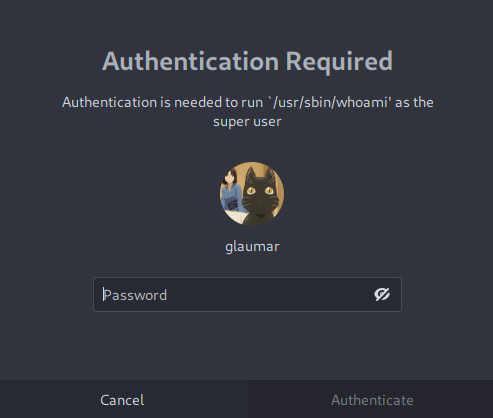 Authentication Required
Authentication is needed to run `/usr/sbin/whoami' as the
super user
glaumar
Password
Cancel
Authenticate